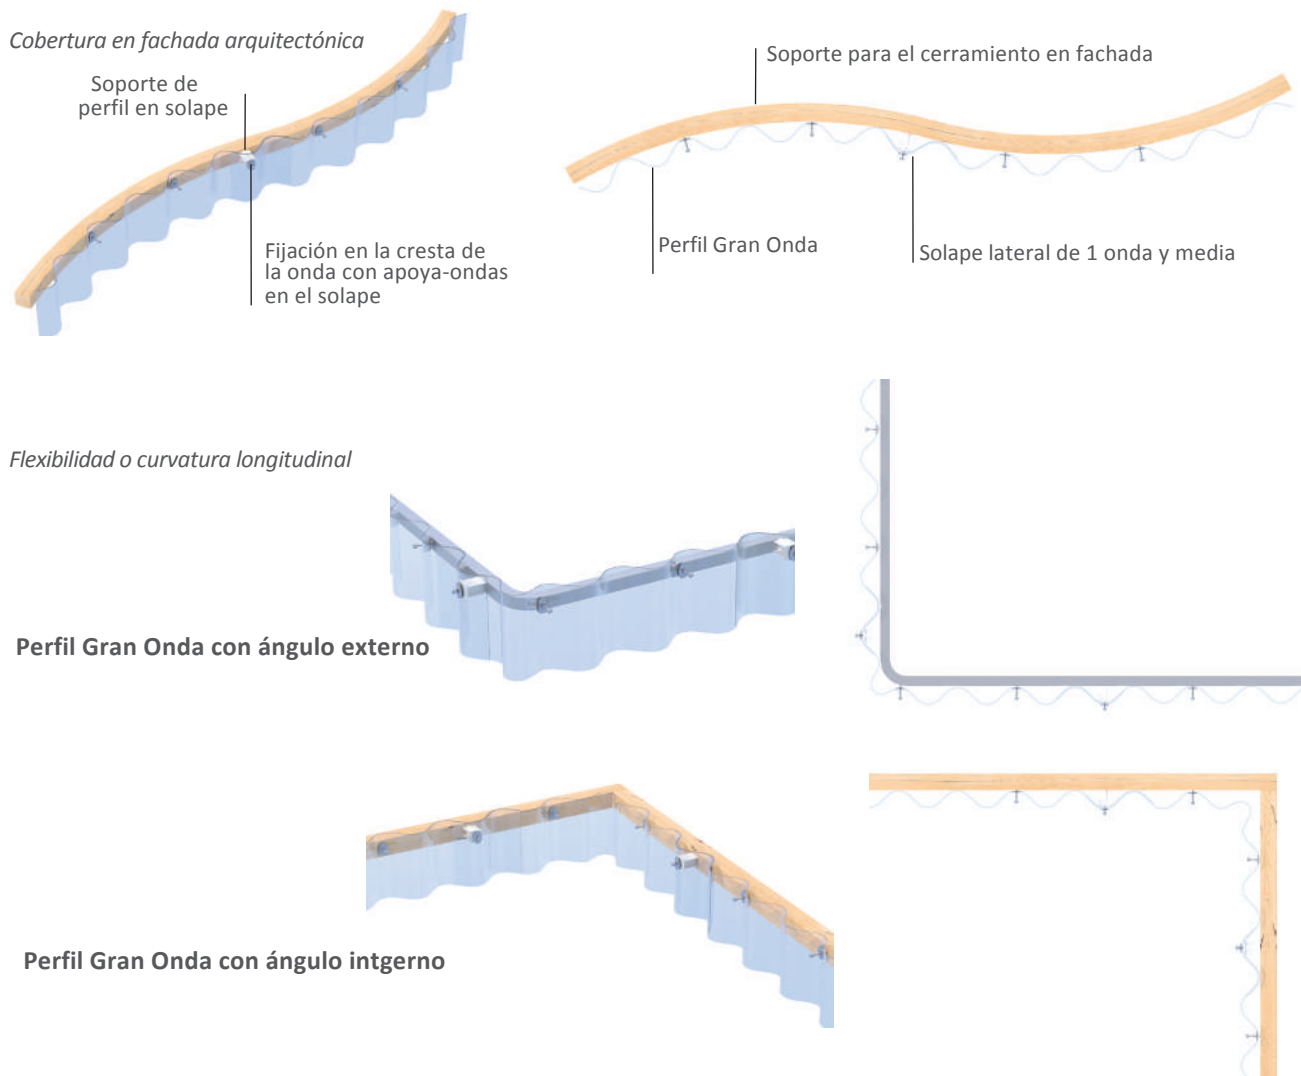 Cobertura en fachada arquitectónica
Soporte de
perfil en solape
Fijación en la cresta de
la onda con apoya-ondas
en el solape
Soporte para el cerramiento en fachada
Perfil Gran Onda
Solape lateral de 1 onda y media
Flexibilidad o curvatura longitudinal
Perfil Gran Onda con ángulo externo
Perfil Gran Onda con ángulo intgerno